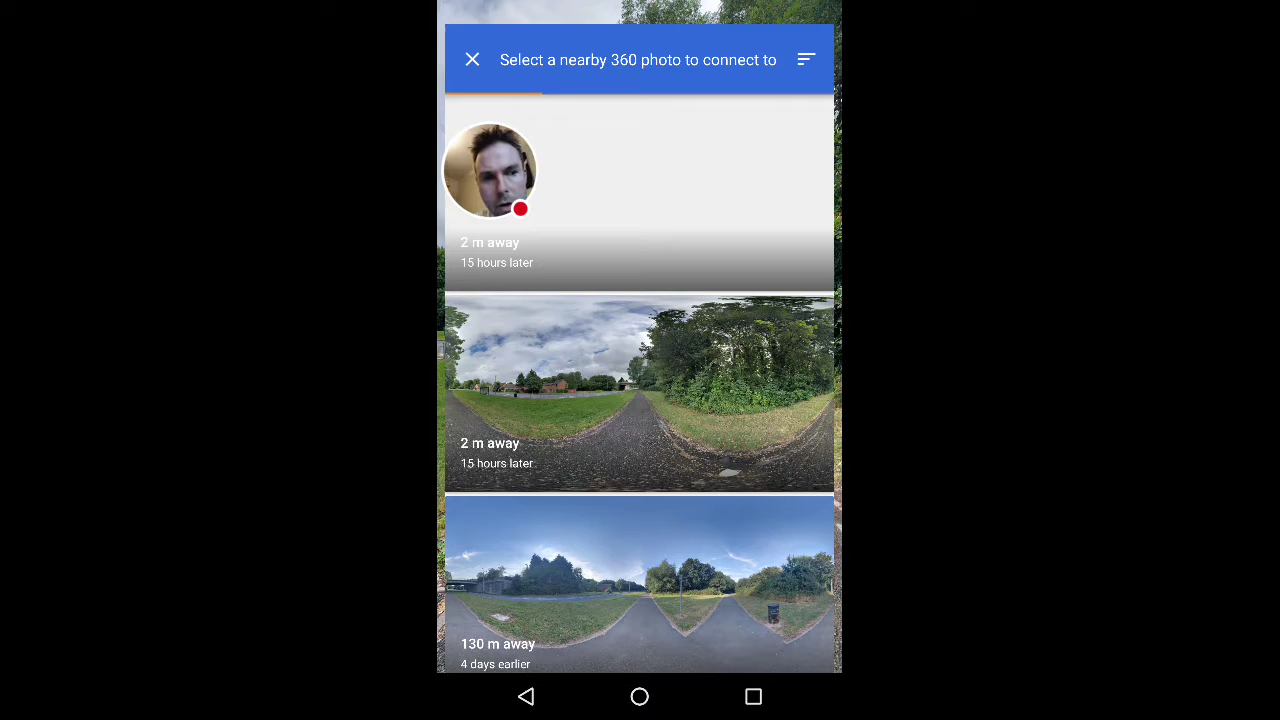 Select a nearby 360 photo to connect to
2 m away
15 hours later
2 m away
15 hours later
130 m away
4 days earlier